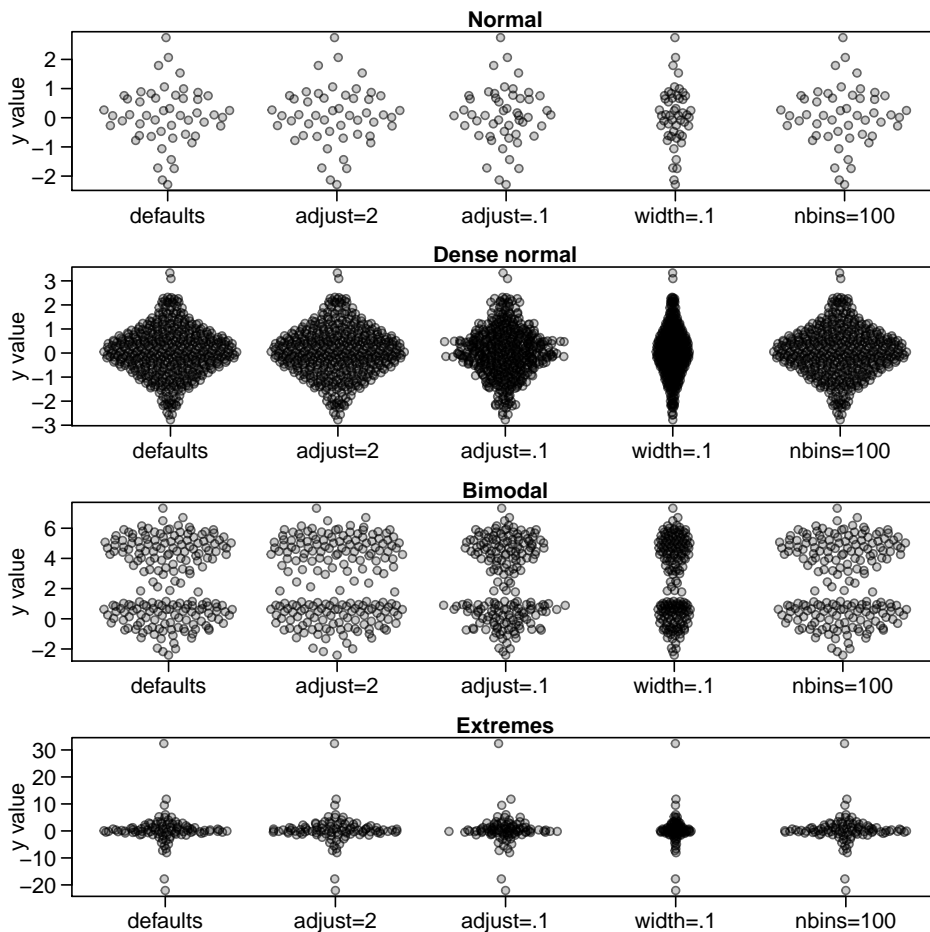 Normal
y value
2
1
0
−1
−2
defaults adjust=2 adjust=.1 width=.1 nbins=100
Dense normal
y value
3
2
1
0
−1
−2
−3
defaults adjust=2 adjust=.1 width=.1 nbins=100
Bimodal
y value
6
4
2
0
−2
defaults adjust=2 adjust=.1 width=.1 nbins=100
Extremes
y value
30
20
10
0
−10
−20
defaults adjust=2 adjust=.1 width=.1 nbins=100